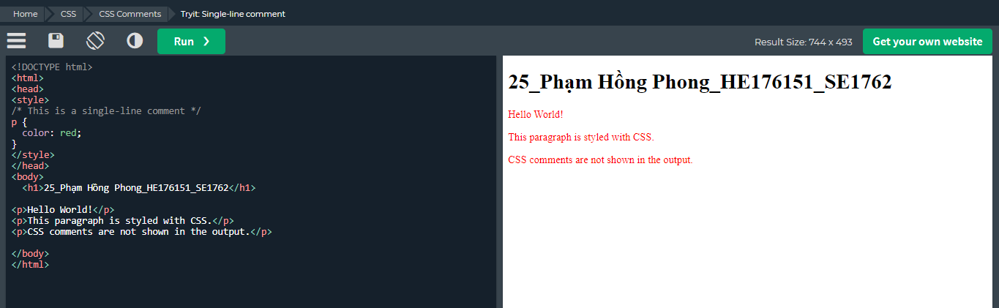 Home CSS CSS Comments Tryit: Single-line comment
Run ❯ Result Size: 744 x 493 Get your own website
<!DOCTYPE html>
<html>
<head>
<style>
/* This is a single-line comment */
p {
  color: red;
}
</style>
</head>
<body>
  <h1>25_Phạm Hồng Phong_HE176151_SE1762</h1>

<p>Hello World!</p>
<p>This paragraph is styled with CSS.</p>
<p>CSS comments are not shown in the output.</p>

</body>
</html>
25_Phạm Hồng Phong_HE176151_SE1762
Hello World!
This paragraph is styled with CSS.
CSS comments are not shown in the output.